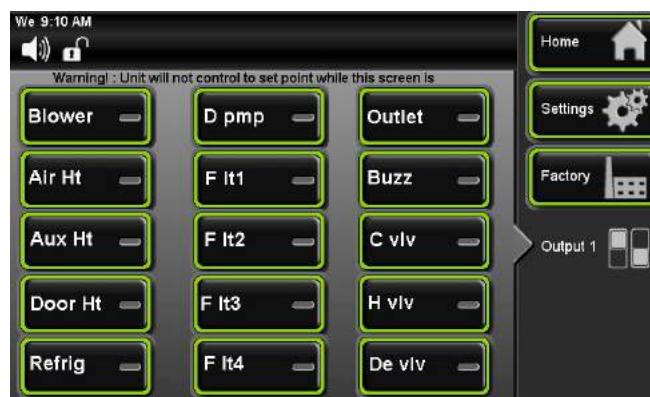 We 9:10 AM
Warning! : Unit will not control to set point while this screen is
Blower D pmp Outlet
Air Ht F lt1 Buzz
Aux Ht F lt2 C vlv
Door Ht F lt3 H vlv
Refrig F lt4 De vlv
Home
Settings
Factory
Output 1